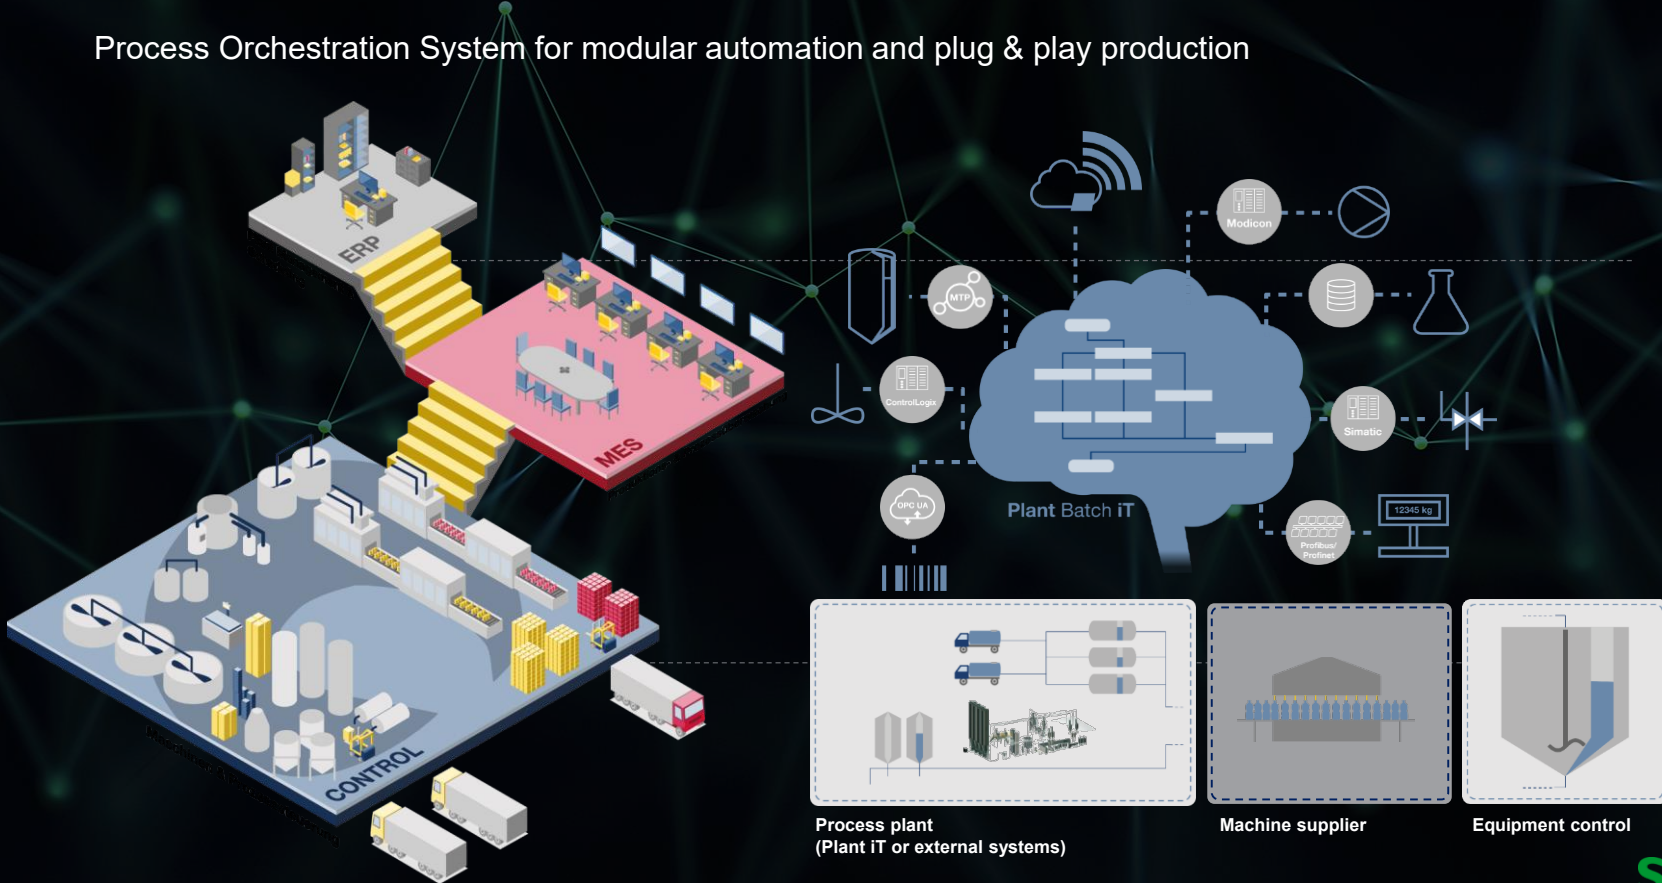 Process Orchestration System for modular automation and plug & play production
ERP
MES
CONTROL
Modicon
MTP
ControlLogix
Simatic
OPC UA
Plant Batch iT
Profibus/
Profinet
12345 kg
Process plant
(Plant iT or external systems)
Machine supplier
Equipment control
S